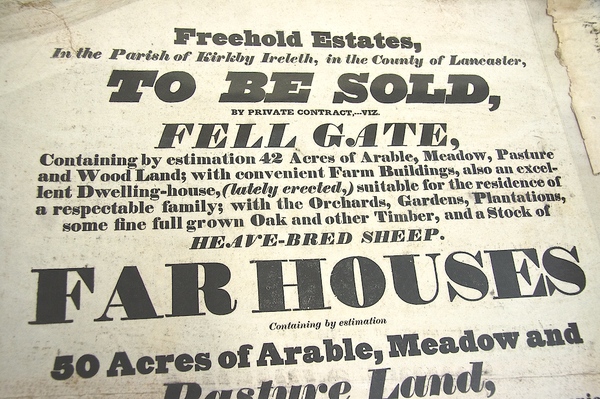 Freehold Estates,
In the Parish of Kirkby Ireleth, in the County of Lancaster,
TO BE SOLD,
BY PRIVATE CONTRACT,---VIZ.
FELL GATE,
Containing by estimation 42 Acres of Arable, Meadow, Pasture
and Wood Land; with convenient Farm Buildings, also an excel-
lent Dwelling-house, (lately erected,) suitable for the residence of
a respectable family; with the Orchards, Gardens, Plantations,
some fine full grown Oak and other Timber, and a Stock of
HEAVE-BRED SHEEP.
FAR HOUSES
Containing by estimation
50 Acres of Arable, Meadow and
Pasture Land,